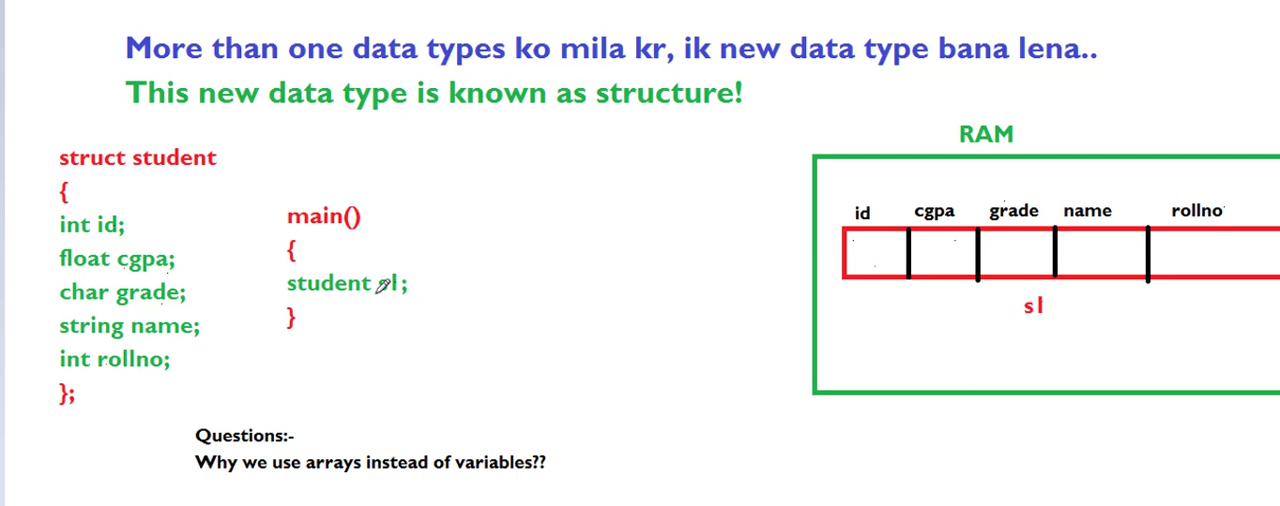 More than one data types ko mila kr, ik new data type bana lena..
This new data type is known as structure!
struct student
{
int id;
float cgpa;
char grade;
string name;
int rollno;
};
main()
{
student s1;
}
RAM
id cgpa grade name rollno
s1
Questions:-
Why we use arrays instead of variables??